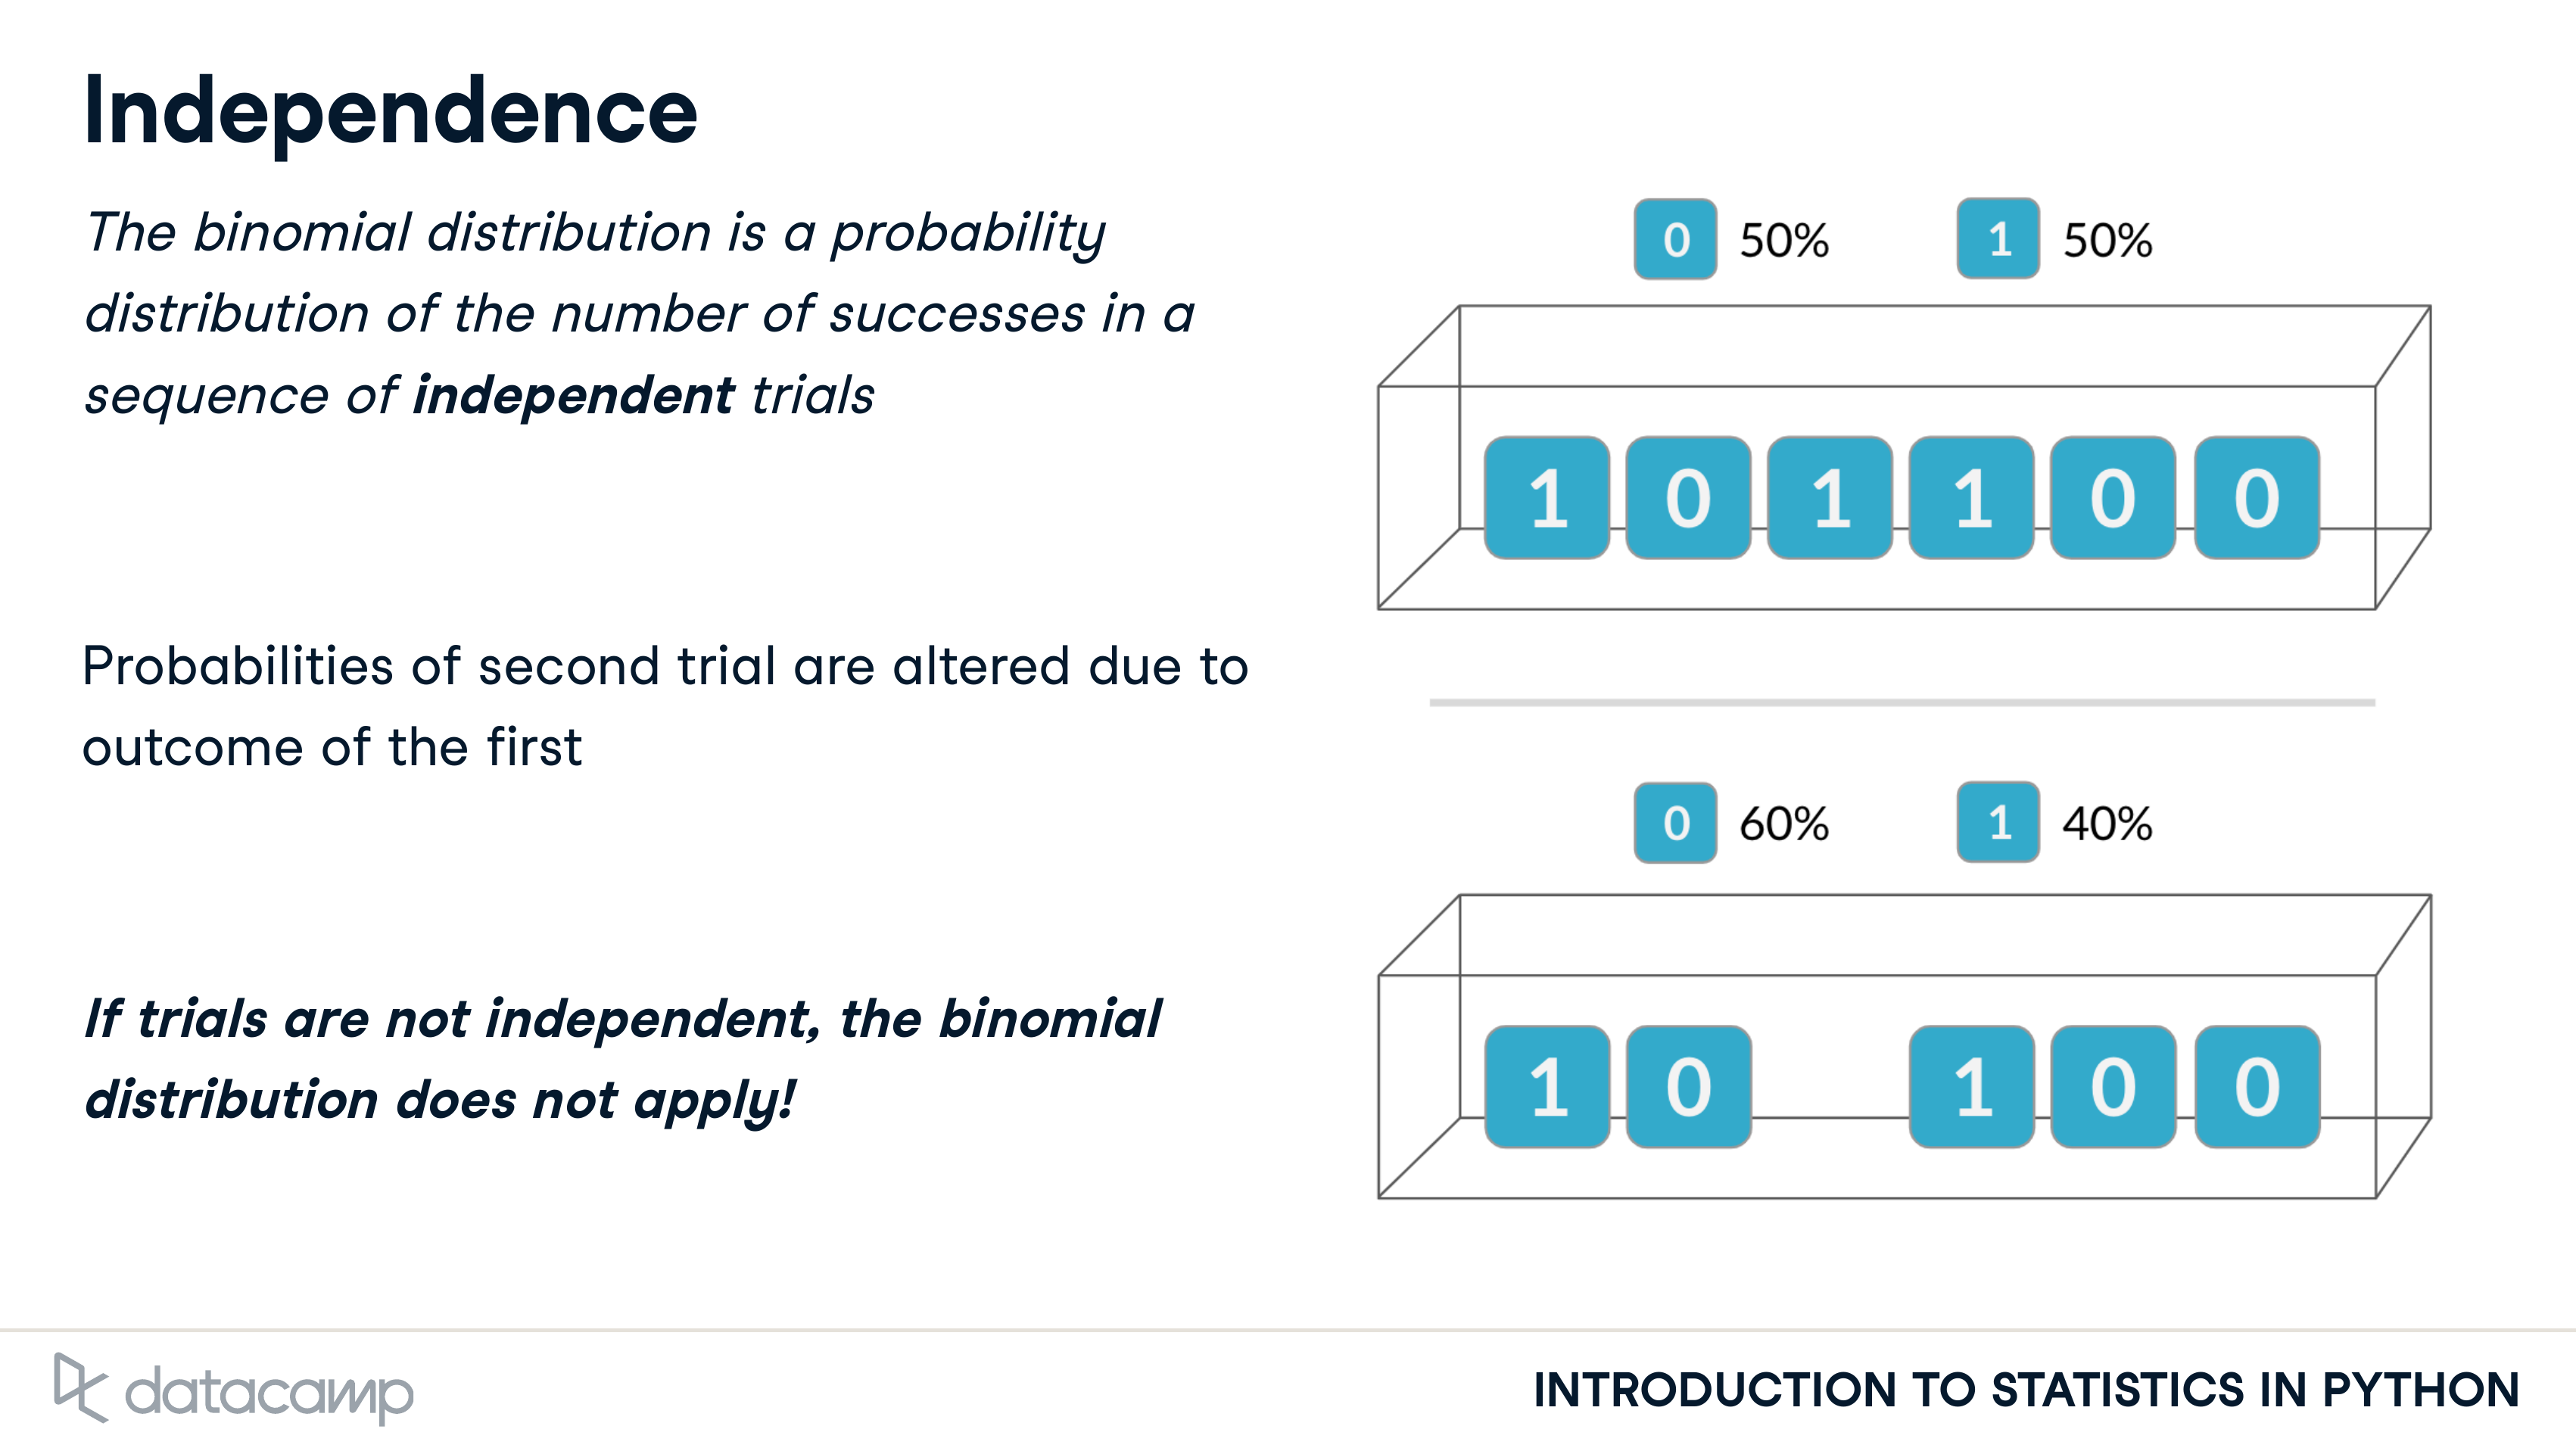 Independence
The binomial distribution is a probability
distribution of the number of successes in a
sequence of independent trials
Probabilities of second trial are altered due to
outcome of the first
If trials are not independent, the binomial
distribution does not apply!
0 50% 1 50%
1 0 1 1 0 0
0 60% 1 40%
1 0 1 0 0
datacamp
INTRODUCTION TO STATISTICS IN PYTHON